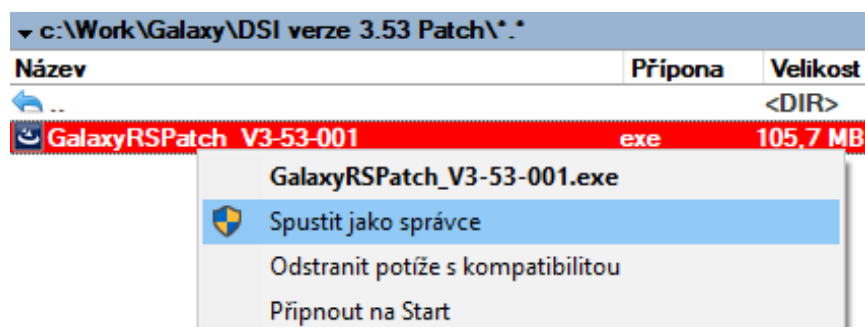 c:\Work\Galaxy\DSI verze 3.53 Patch\*.*
Název Přípona Velikost
.. <DIR>
GalaxyRSPatch_V3-53-001 exe 105,7 MB
GalaxyRSPatch_V3-53-001.exe
Spustit jako správce
Odstranit potíže s kompatibilitou
Připnout na Start